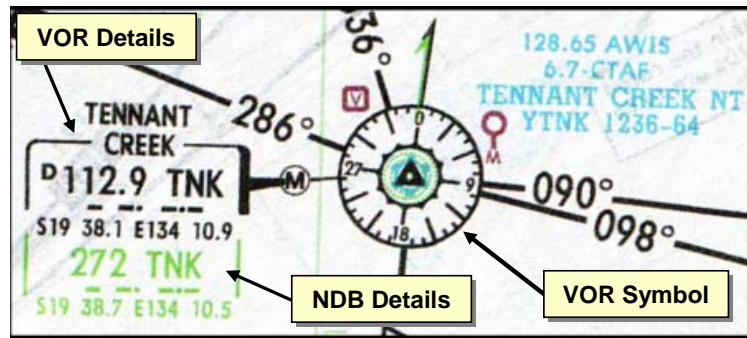 VOR Details
336°
128.65 AWIS
6.7-CTAF
TENNANT CREEK NT
YTNK 1236-64
V
M
286°
TENNANT
CREEK
D 112.9 TNK
S19 38.1 E134 10.9
M
0
27
9
18
090°
098°
272 TNK
S19 38.7 E134 10.5
NDB Details
VOR Symbol